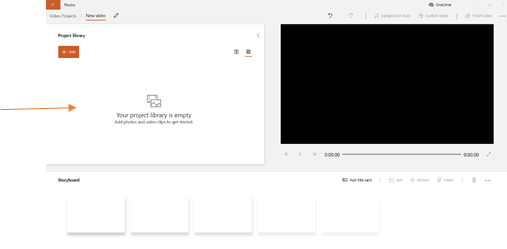 Photos
OneDrive
Video Projects / New video
Background music
Custom audio
Finish video
Project library
+ Add
Your project library is empty
Add photos and video clips to get started.
0:00.00
0:00.00
Storyboard
Add title card
Text
Motion
Filters